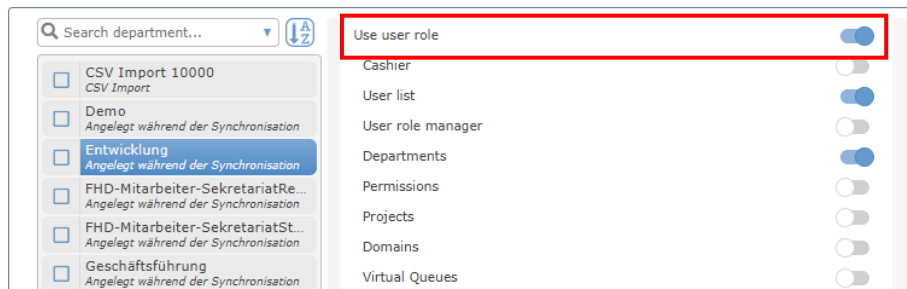 Search department...
A
Z
CSV Import 10000
CSV Import
Demo
Angelegt während der Synchronisation
Entwicklung
Angelegt während der Synchronisation
FHD-Mitarbeiter-SekretariatRe...
Angelegt während der Synchronisation
FHD-Mitarbeiter-SekretariatSt...
Angelegt während der Synchronisation
Geschäftsführung
Angelegt während der Synchronisation
Use user role
Cashier
User list
User role manager
Departments
Permissions
Projects
Domains
Virtual Queues